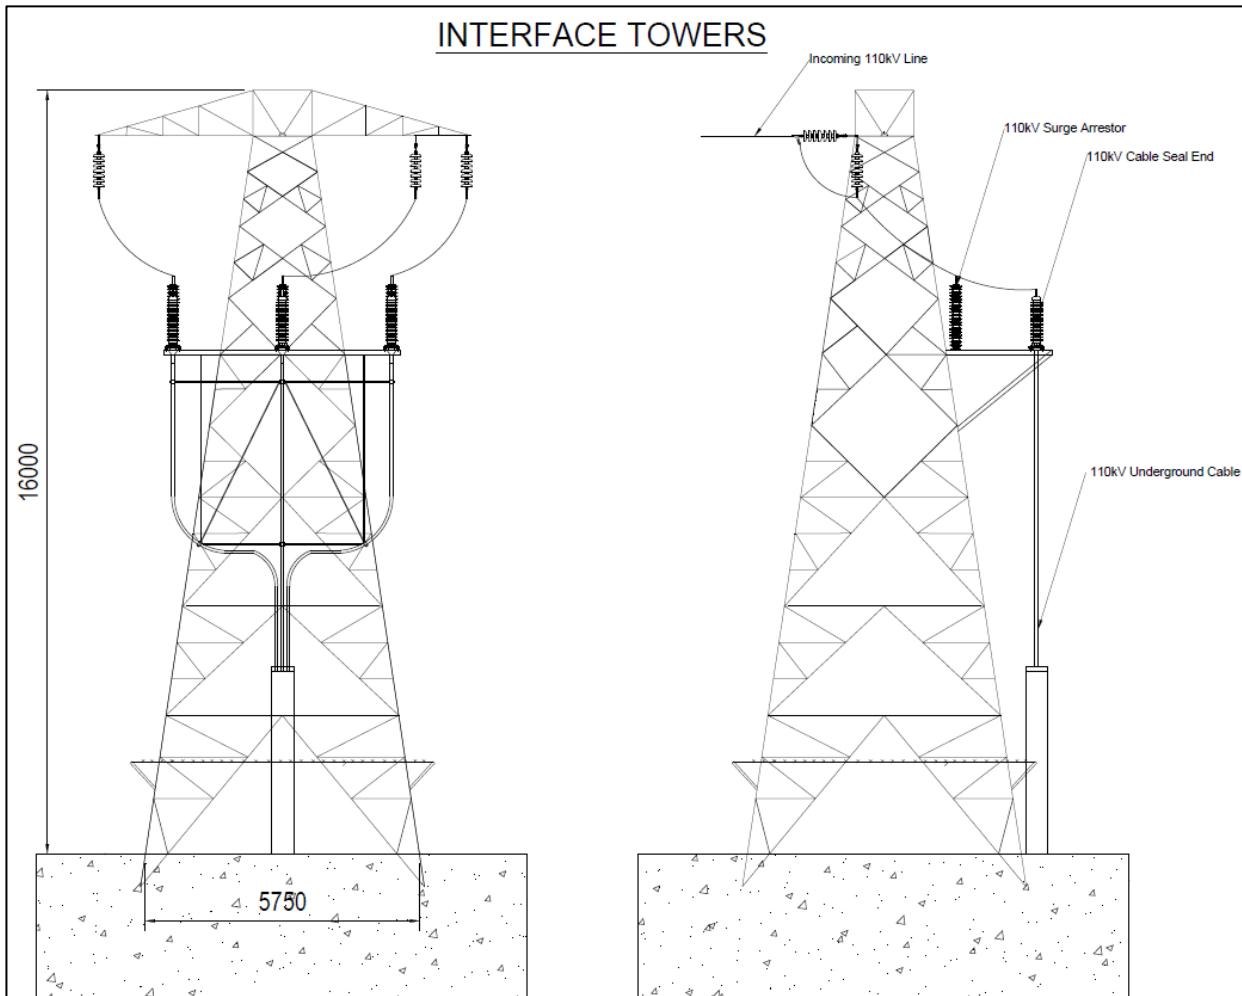 INTERFACE TOWERS
Incoming 110kV Line
110kV Surge Arrestor
110kV Cable Seal End
16000
110kV Underground Cable
5750